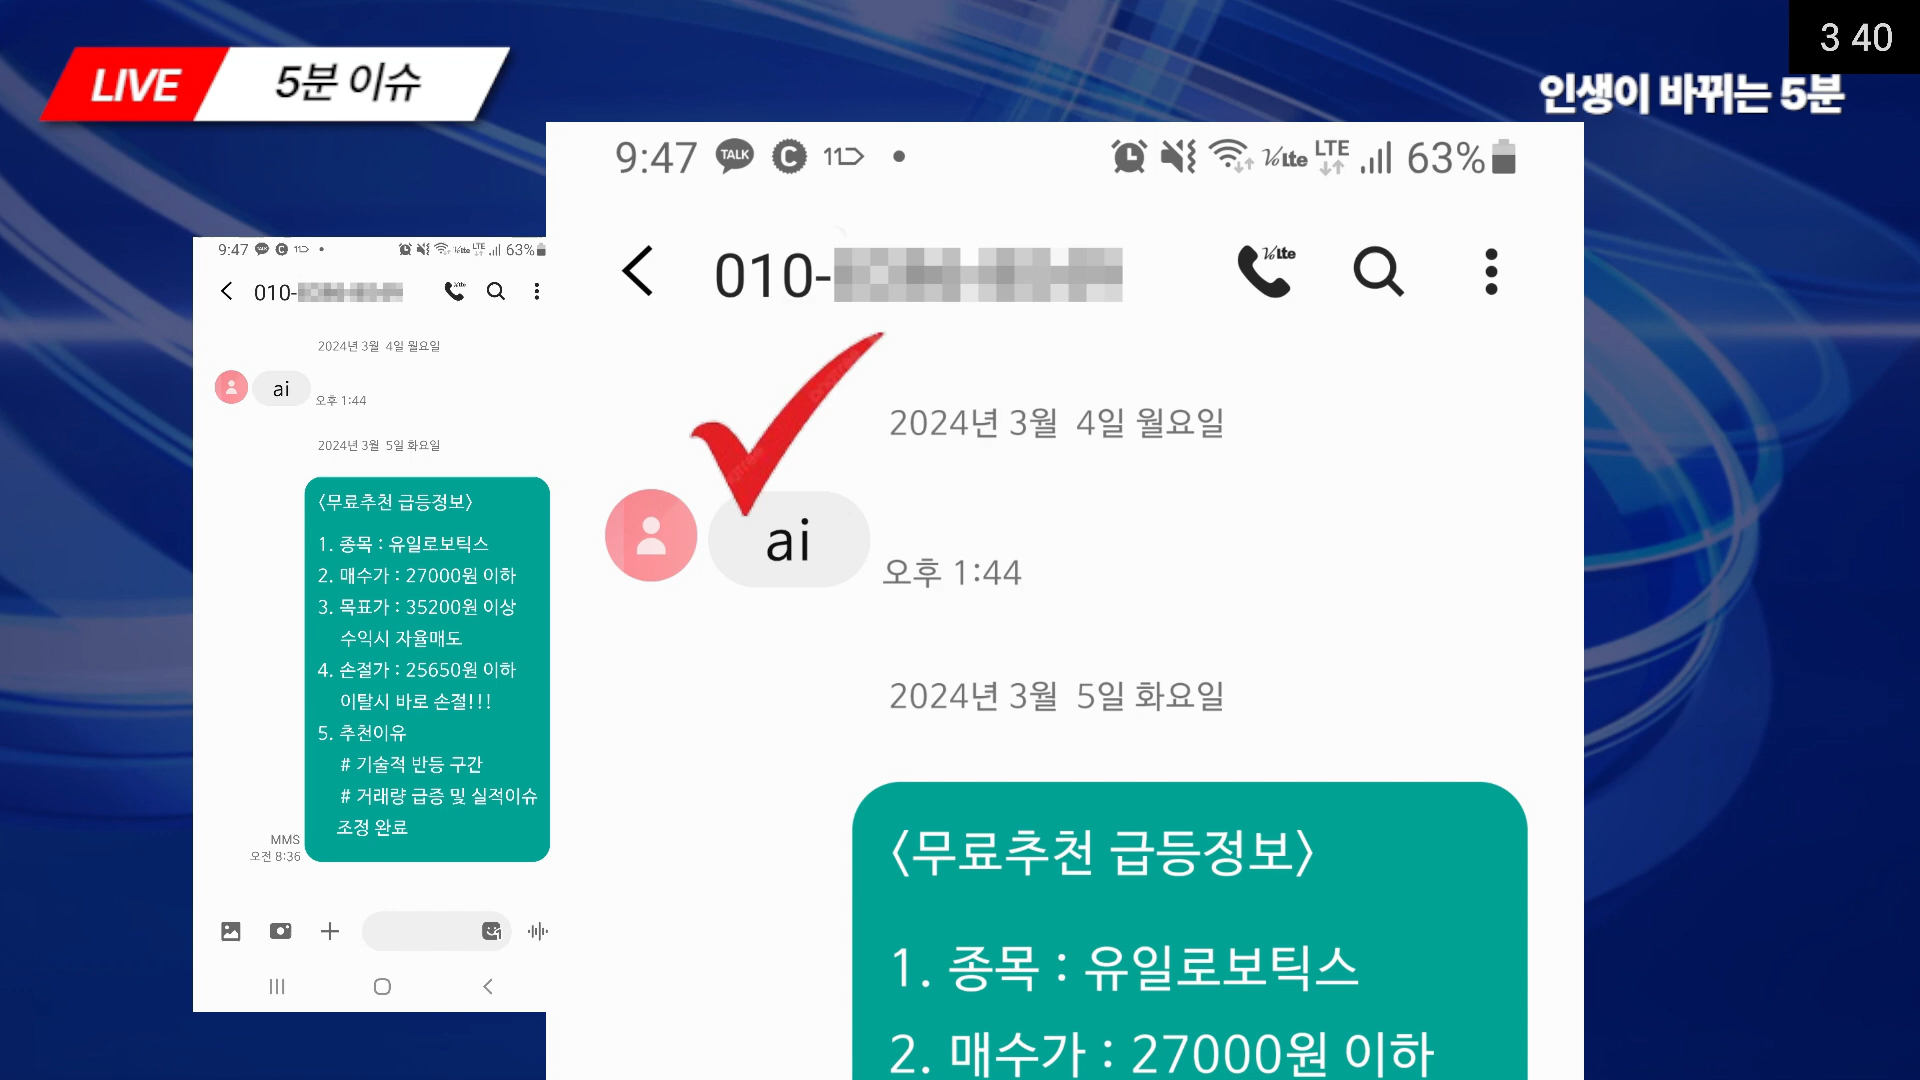 3 40
LIVE 5분 이슈
인생이 바뀌는 5분
9:47 TALK C 11 LTE 63%
010-
2024년 3월 4일 월요일
ai
오후 1:44
2024년 3월 5일 화요일
〈무료추천 급등정보〉
1. 종목 : 유일로보틱스
2. 매수가 : 27000원 이하
3. 목표가 : 35200원 이상
수익시 자율매도
4. 손절가 : 25650원 이하
이탈시 바로 손절!!!
5. 추천이유
# 기술적 반등 구간
# 거래량 급증 및 실적이슈
조정 완료
MMS
오전 8:36
9:47 TALK C 11 VoLte LTE 63%
010- VoLte
2024년 3월 4일 월요일
ai
오후 1:44
2024년 3월 5일 화요일
〈무료추천 급등정보〉
1. 종목 : 유일로보틱스
2. 매수가 : 27000원 이하